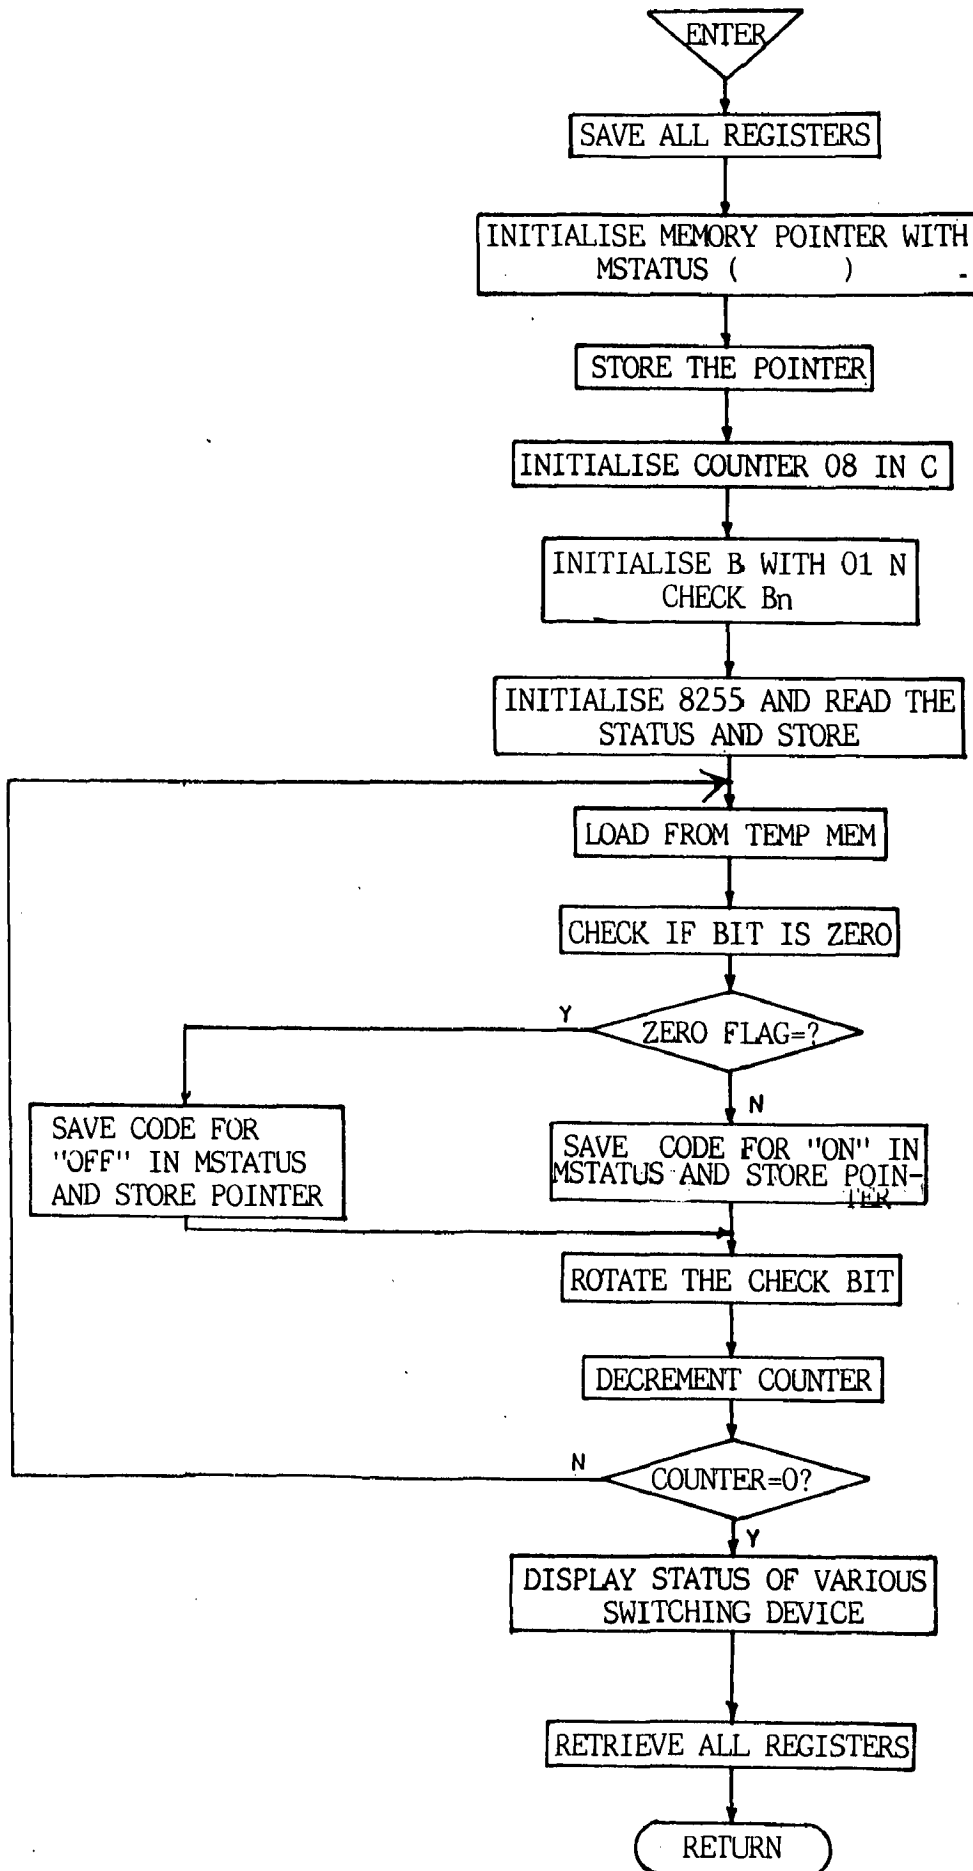 ENTER
SAVE ALL REGISTERS
INITIALISE MEMORY POINTER WITH
MSTATUS ( )
STORE THE POINTER
INITIALISE COUNTER 08 IN C
INITIALISE B WITH 01 N
CHECK Bn
INITIALISE 8255 AND READ THE
STATUS AND STORE
LOAD FROM TEMP MEM
CHECK IF BIT IS ZERO
ZERO FLAG=?
Y
N
SAVE CODE FOR
"OFF" IN MSTATUS
AND STORE POINTER
SAVE CODE FOR "ON" IN
MSTATUS AND STORE POIN-
TER
ROTATE THE CHECK BIT
DECREMENT COUNTER
COUNTER=0?
N
Y
DISPLAY STATUS OF VARIOUS
SWITCHING DEVICE
RETRIEVE ALL REGISTERS
RETURN